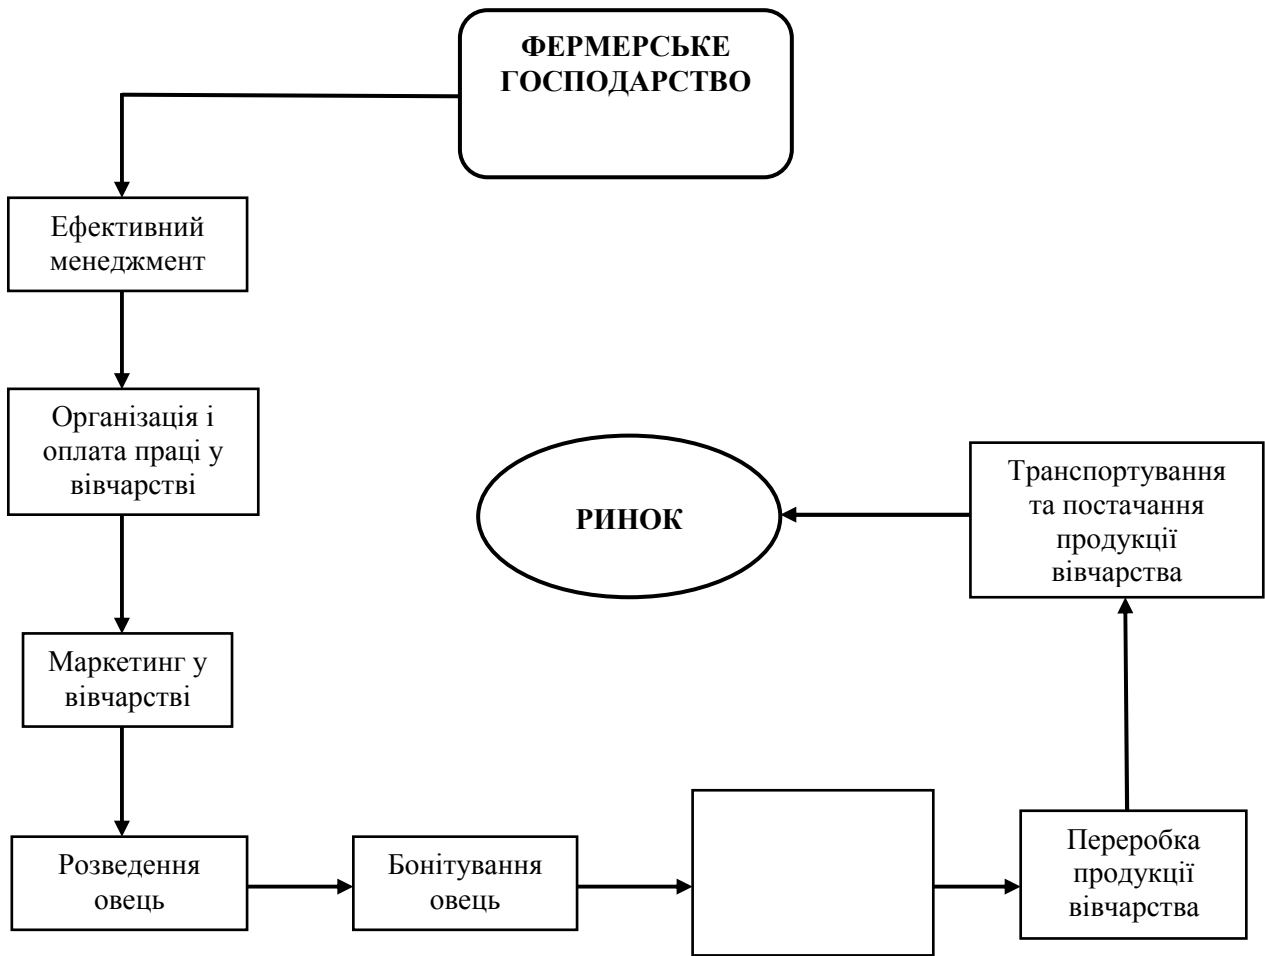 ФЕРМЕРСЬКЕ
ГОСПОДАРСТВО
Ефективний
менеджмент
Організація і
оплата праці у
вівчарстві
Маркетинг у
вівчарстві
Розведення
овець
Бонітування
овець
Переробка
продукції
вівчарства
Транспортування
та постачання
продукції
вівчарства
РИНОК